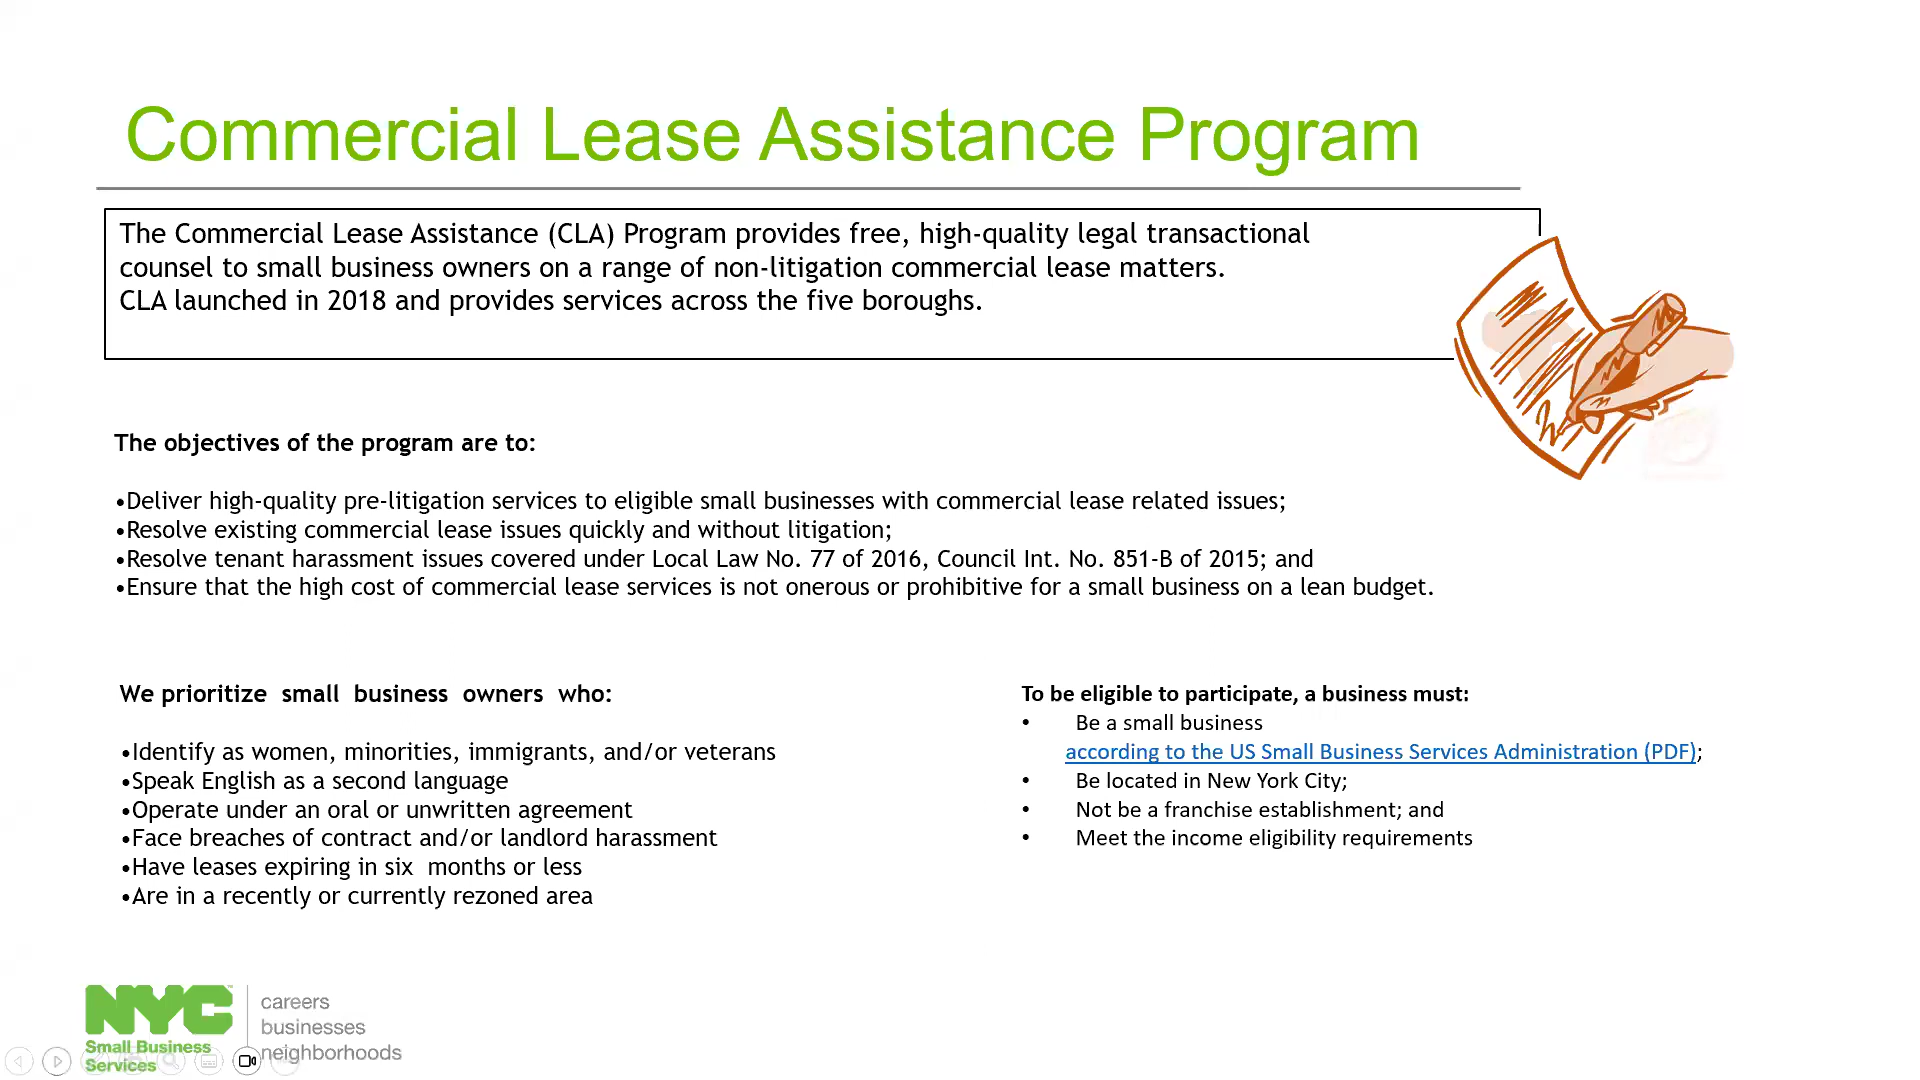 Commercial Lease Assistance Program
The Commercial Lease Assistance (CLA) Program provides free, high-quality legal transactional
counsel to small business owners on a range of non-litigation commercial lease matters.
CLA launched in 2018 and provides services across the five boroughs.
The objectives of the program are to:
•Deliver high-quality pre-litigation services to eligible small businesses with commercial lease related issues;
•Resolve existing commercial lease issues quickly and without litigation;
•Resolve tenant harassment issues covered under Local Law No. 77 of 2016, Council Int. No. 851-B of 2015; and
•Ensure that the high cost of commercial lease services is not onerous or prohibitive for a small business on a lean budget.
We prioritize small business owners who:
•Identify as women, minorities, immigrants, and/or veterans
•Speak English as a second language
•Operate under an oral or unwritten agreement
•Face breaches of contract and/or landlord harassment
•Have leases expiring in six months or less
•Are in a recently or currently rezoned area
To be eligible to participate, a business must:
• Be a small business
according to the US Small Business Services Administration (PDF);
• Be located in New York City;
• Not be a franchise establishment; and
• Meet the income eligibility requirements
NYC
Small Business
Services
careers
businesses
neighborhoods